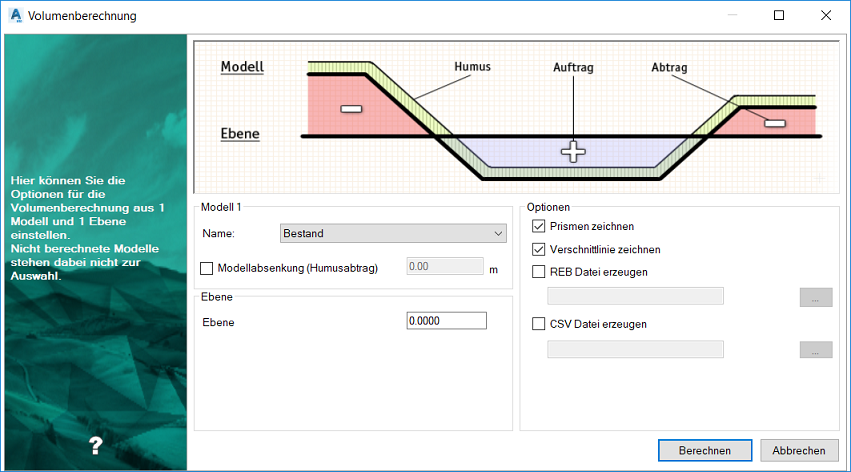 Volumenberechnung
Modell
Humus
Auftrag
Abtrag
Ebene
Hier können Sie die
Optionen für die
Volumenberechnung aus 1
Modell und 1 Ebene
einstellen.
Nicht berechnete Modelle
stehen dabei nicht zur
Auswahl.
?
Modell 1
Name:
Bestand
Modellabsenkung (Humusabtrag)
0.00
m
Ebene
Ebene
0.0000
Optionen
Prismen zeichnen
Verschnittlinie zeichnen
REB Datei erzeugen
...
CSV Datei erzeugen
...
Berechnen
Abbrechen